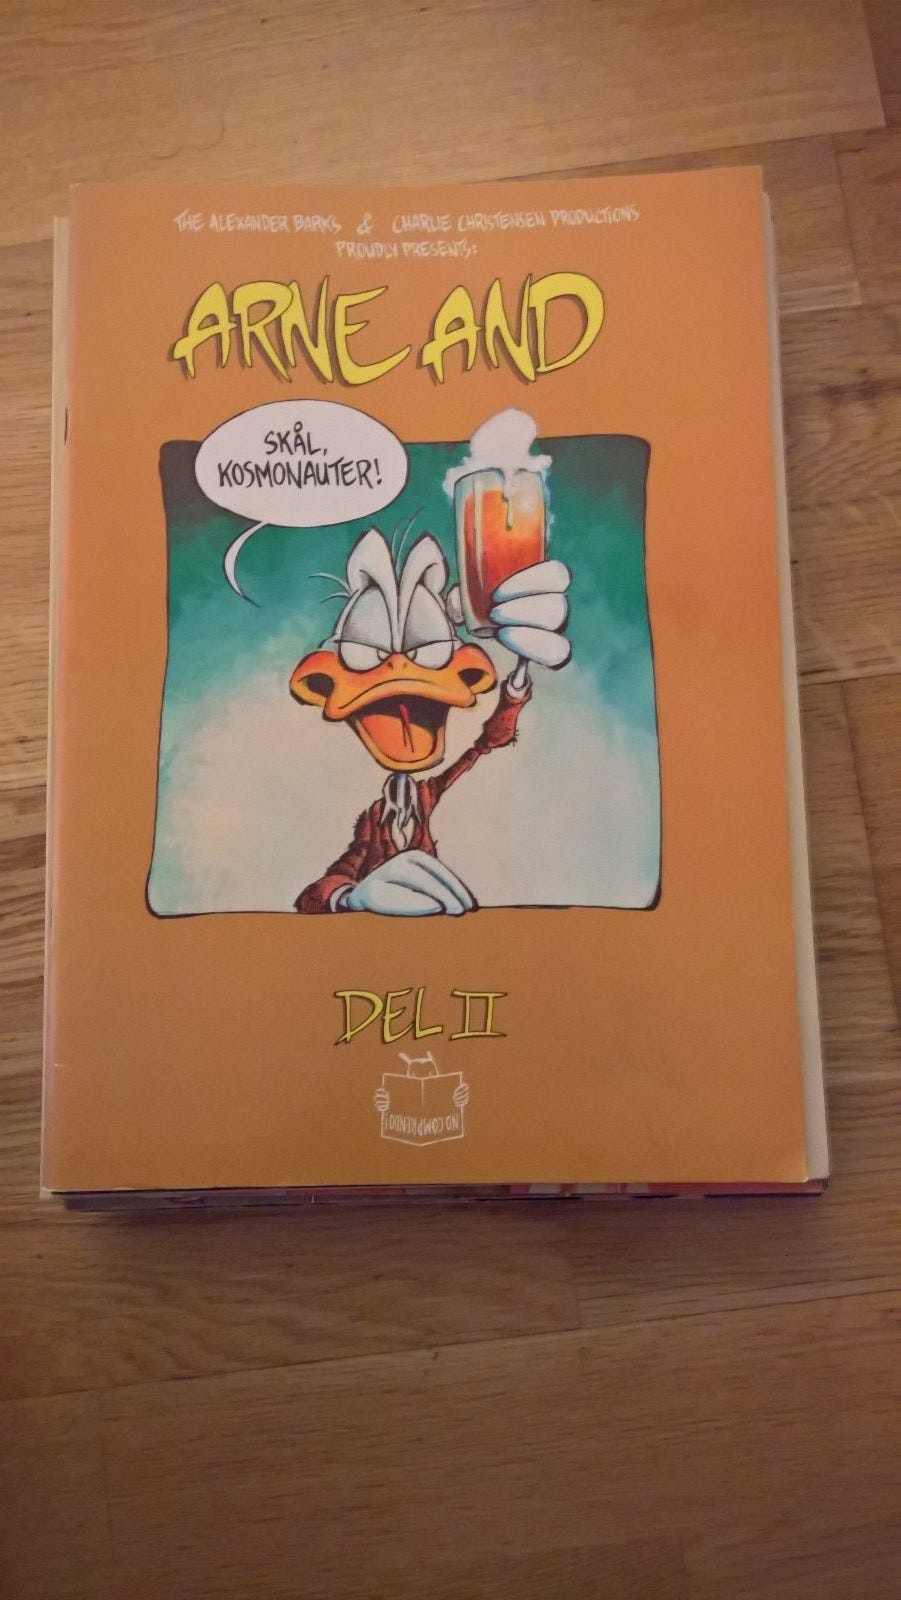 THE ALEXANDER BARKS & CHARLIE CHRISTENSEN PRODUCTIONS
PROUDLY PRESENTS:
ARNE AND
SKÅL,
KOSMONAUTER!
DEL II
NO COMPRENDO!